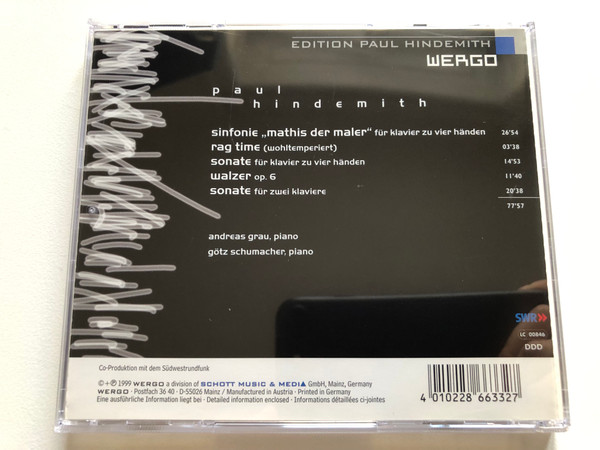 EDITION PAUL HINDEMITH
WERGO
paul
hindemith
sinfonie „mathis der maler“ für klavier zu vier händen 26'54
rag time (wohltemperiert) 03'38
sonate für klavier zu vier händen 14'53
walzer op. 6 11'40
sonate für zwei klaviere 20'38
77'57
andreas grau, piano
götz schumacher, piano
SWR
LC 00846
DDD
Co-Produktion mit dem Südwestrundfunk
© + ℗ 1999 WERGO a division of SCHOTT MUSIC & MEDIA GmbH, Mainz, Germany
WERGO · Postfach 36 40 · D-55026 Mainz / Manufactured in Austria · Printed in Germany
Eine ausführliche Information liegt bei · Detailed information enclosed · Informations détaillées ci-jointes
4 010228 663327